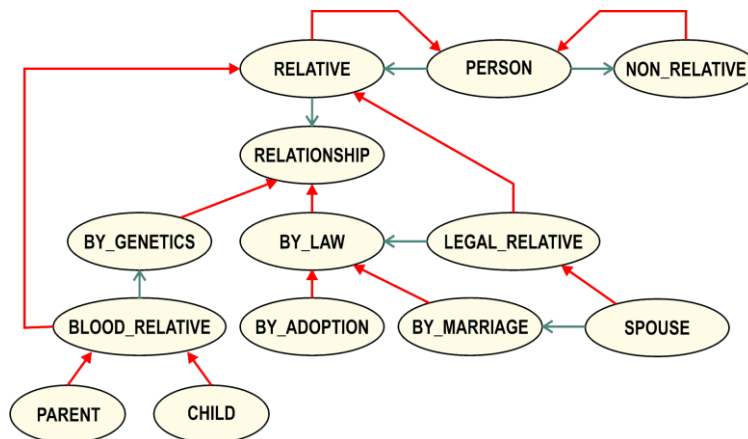 RELATIVE
PERSON
NON_RELATIVE
RELATIONSHIP
BY_GENETICS
BY_LAW
LEGAL_RELATIVE
BLOOD_RELATIVE
BY_ADOPTION
BY_MARRIAGE
SPOUSE
PARENT
CHILD